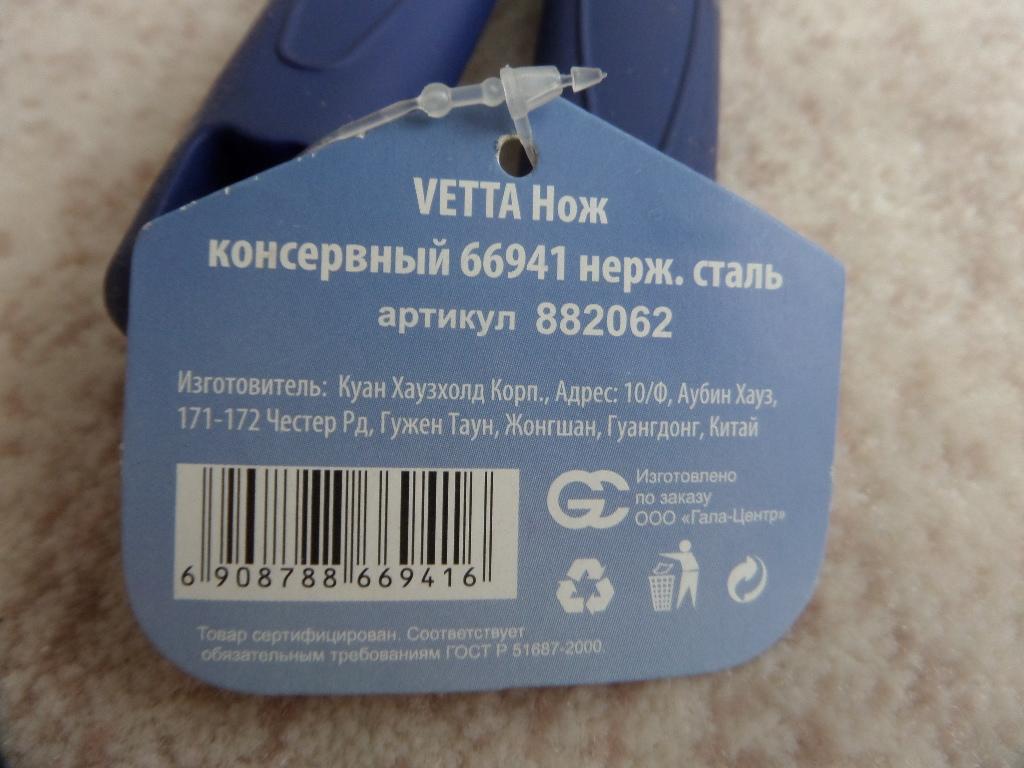 VETTA Нож
консервный 66941 нерж. сталь
артикул 882062
Изготовитель: Куан Хаузхолд Корп., Адрес: 10/Ф, Аубин Хауз,
171-172 Честер Рд, Гужен Таун, Жонгшан, Гуангдонг, Китай
6 908788 669416
GC
Изготовлено
по заказу
ООО «Гала-Центр»
Товар сертифицирован. Соответствует
обязательным требованиям ГОСТ Р 51687-2000.